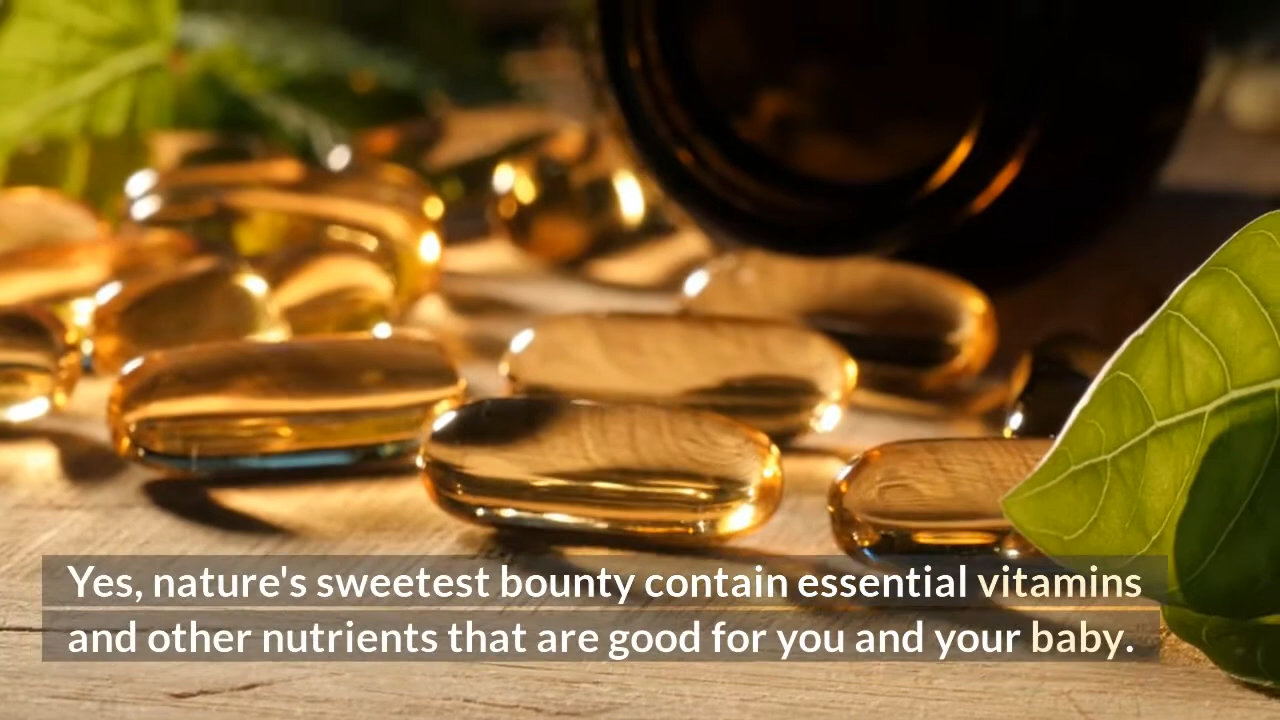 Yes, nature's sweetest bounty contain essential vitamins
and other nutrients that are good for you and your baby.